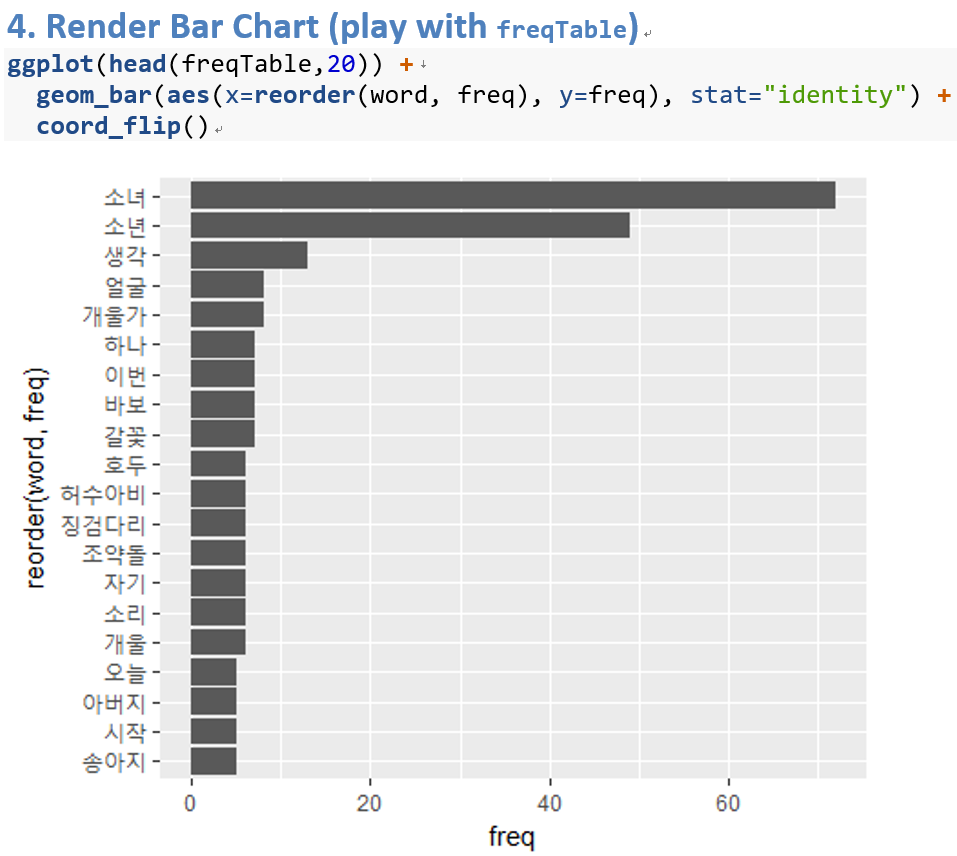 4. Render Bar Chart (play with freqTable)
ggplot(head(freqTable,20)) +
geom_bar(aes(x=reorder(word, freq), y=freq), stat="identity") +
coord_flip()
소녀
소년
생각
얼굴
개울가
하나
이번
바보
갈꽃
호두
허수아비
징검다리
조약돌
자기
소리
개울
오늘
아버지
시작
송아지
reorder(word, freq)
0 20 40 60
freq